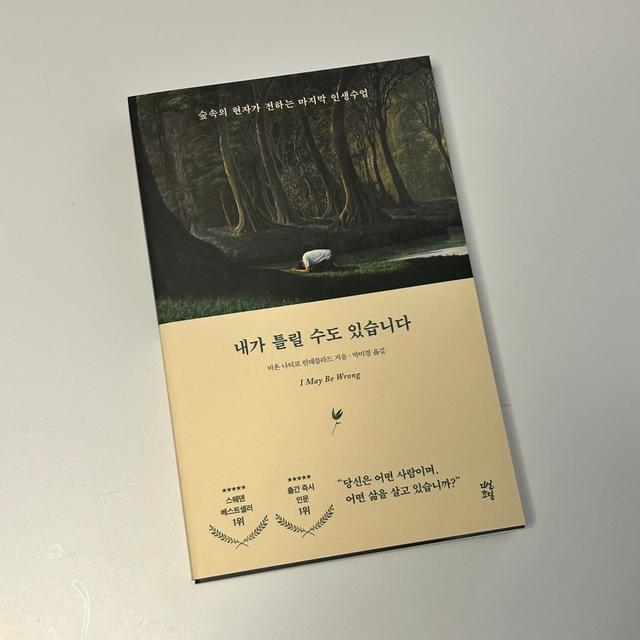 숲속의 현자가 전하는 마지막 인생수업
내가 틀릴 수도 있습니다
비욘 나티코 린데블라드 지음 · 박미경 옮김
I May Be Wrong
★★★★★
스웨덴
베스트셀러
1위
★★★★★
출간 즉시
인문
1위
“당신은 어떤 사람이며,
어떤 삶을 살고 있습니까?”
다산
초당